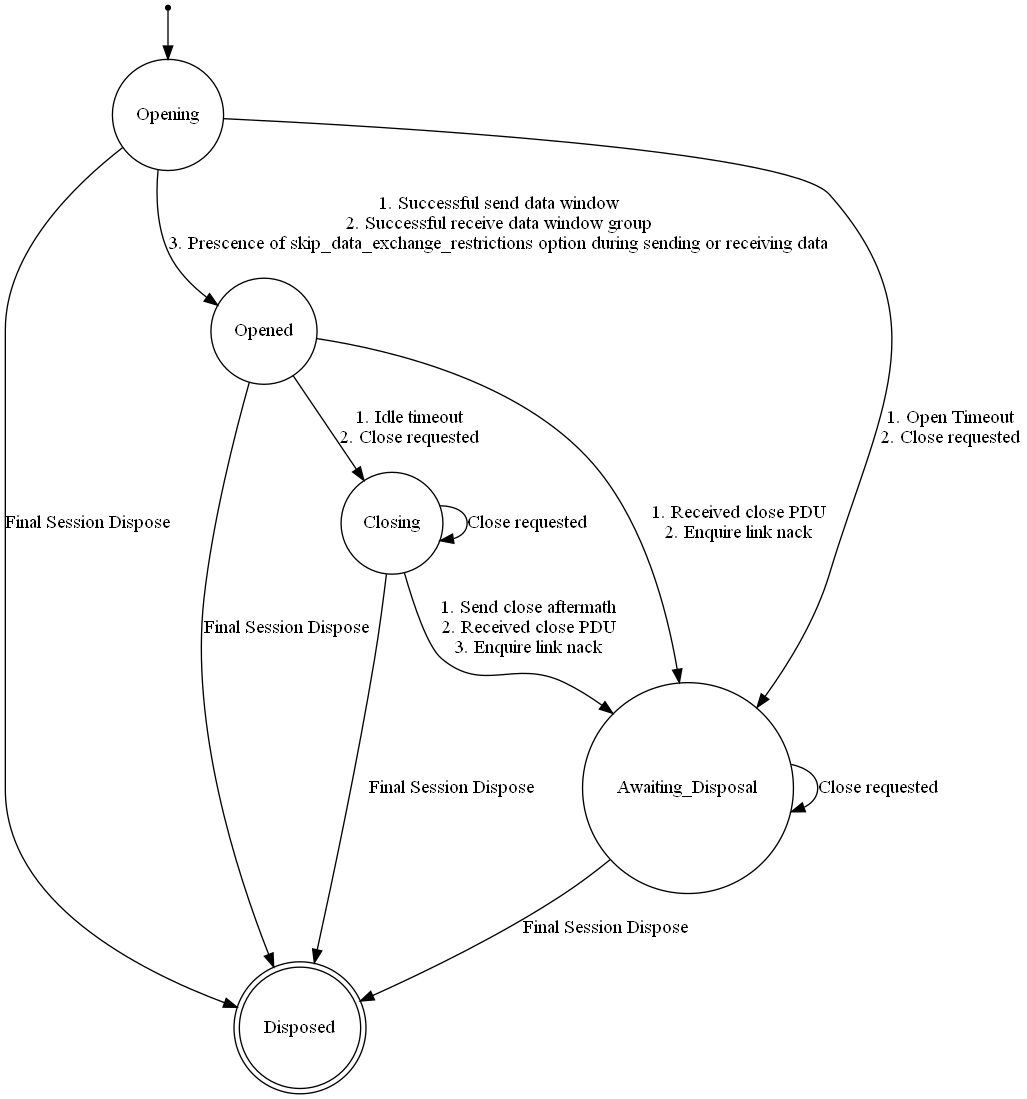 Opening
1. Successful send data window
2. Successful receive data window group
3. Prescence of skip_data_exchange_restrictions option during sending or receiving data
Opened
1. Idle timeout
2. Close requested
1. Open Timeout
2. Close requested
Final Session Dispose
Closing
Close requested
1. Received close PDU
2. Enquire link nack
Final Session Dispose
1. Send close aftermath
2. Received close PDU
3. Enquire link nack
Final Session Dispose
Awaiting_Disposal
Close requested
Final Session Dispose
Disposed